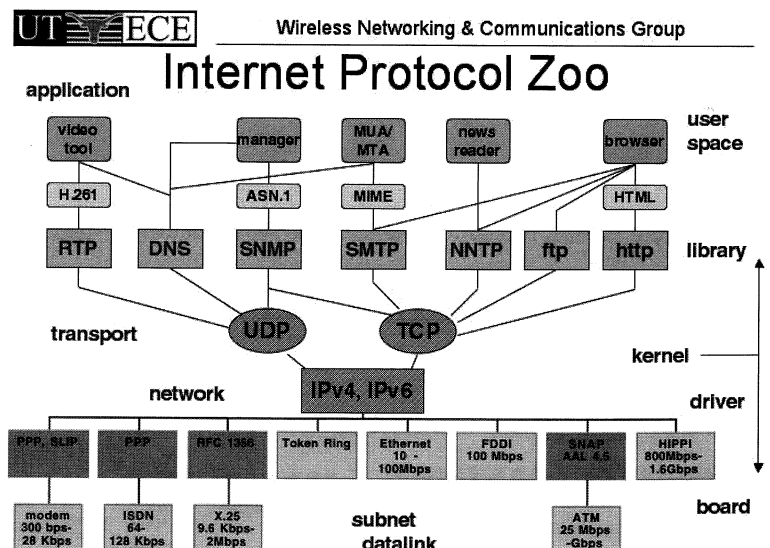 UT ECE
Wireless Networking & Communications Group
Internet Protocol Zoo
application
user
space
video
tool
manager
MUA/
MTA
news
reader
browser
H.261
ASN.1
MIME
HTML
RTP
DNS
SNMP
SMTP
NNTP
ftp
http
library
UDP
TCP
transport
kernel
IPv4, IPv6
network
driver
PPP, SLIP
PPP
RFC 1356
Token Ring
Ethernet
10 -
100Mbps
FDDI
100 Mbps
SNAP
AAL 4,5
HIPPI
800Mbps-
1.6Gbps
board
modem
300 bps-
28 Kbps
ISDN
64-
128 Kbps
X.25
9.6 Kbps-
2Mbps
subnet
datalink
ATM
25 Mbps
-Gbps